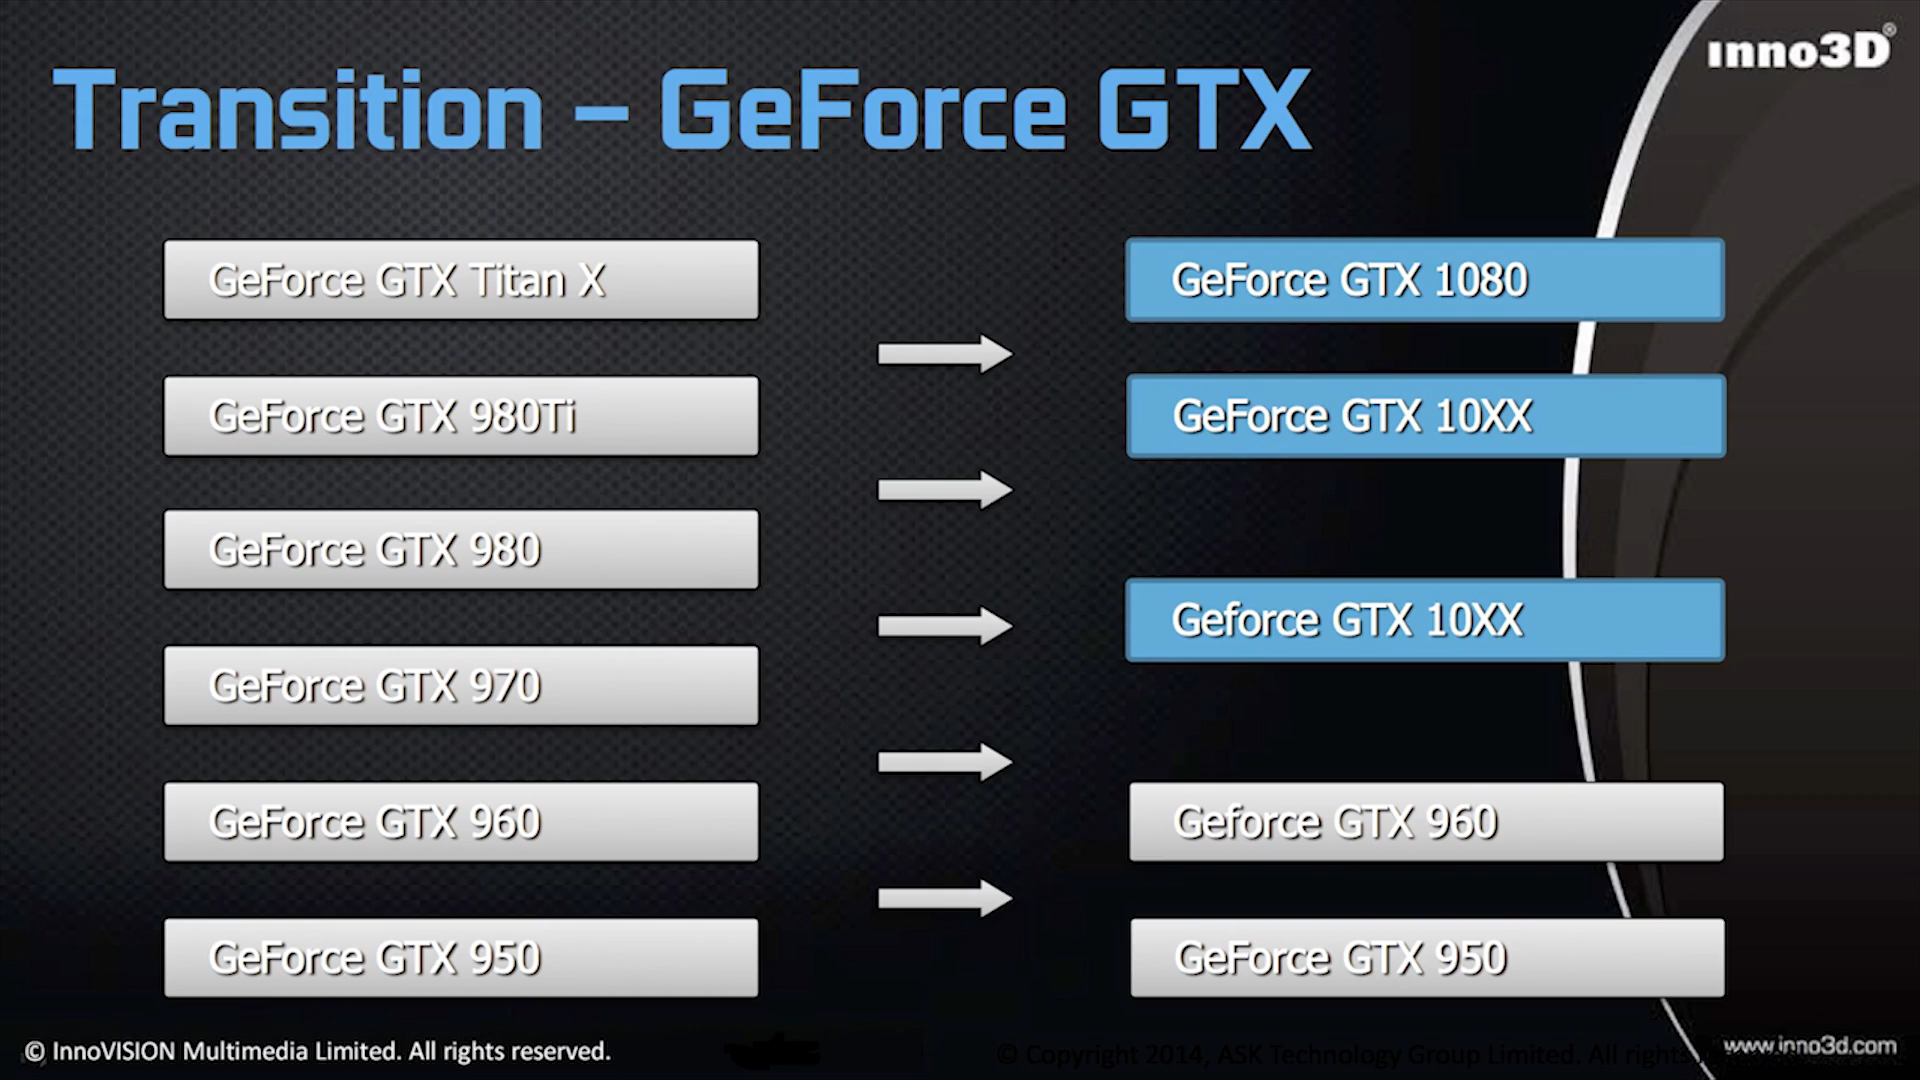 inno3D®
Transition – GeForce GTX
GeForce GTX Titan X
GeForce GTX 1080
GeForce GTX 980Ti
GeForce GTX 10XX
GeForce GTX 980
Geforce GTX 10XX
GeForce GTX 970
GeForce GTX 960
Geforce GTX 960
GeForce GTX 950
GeForce GTX 950
© InnoVISION Multimedia Limited. All rights reserved.
© Copyright 2014, ASK Technology Group Limited. All rights
www.inno3d.com